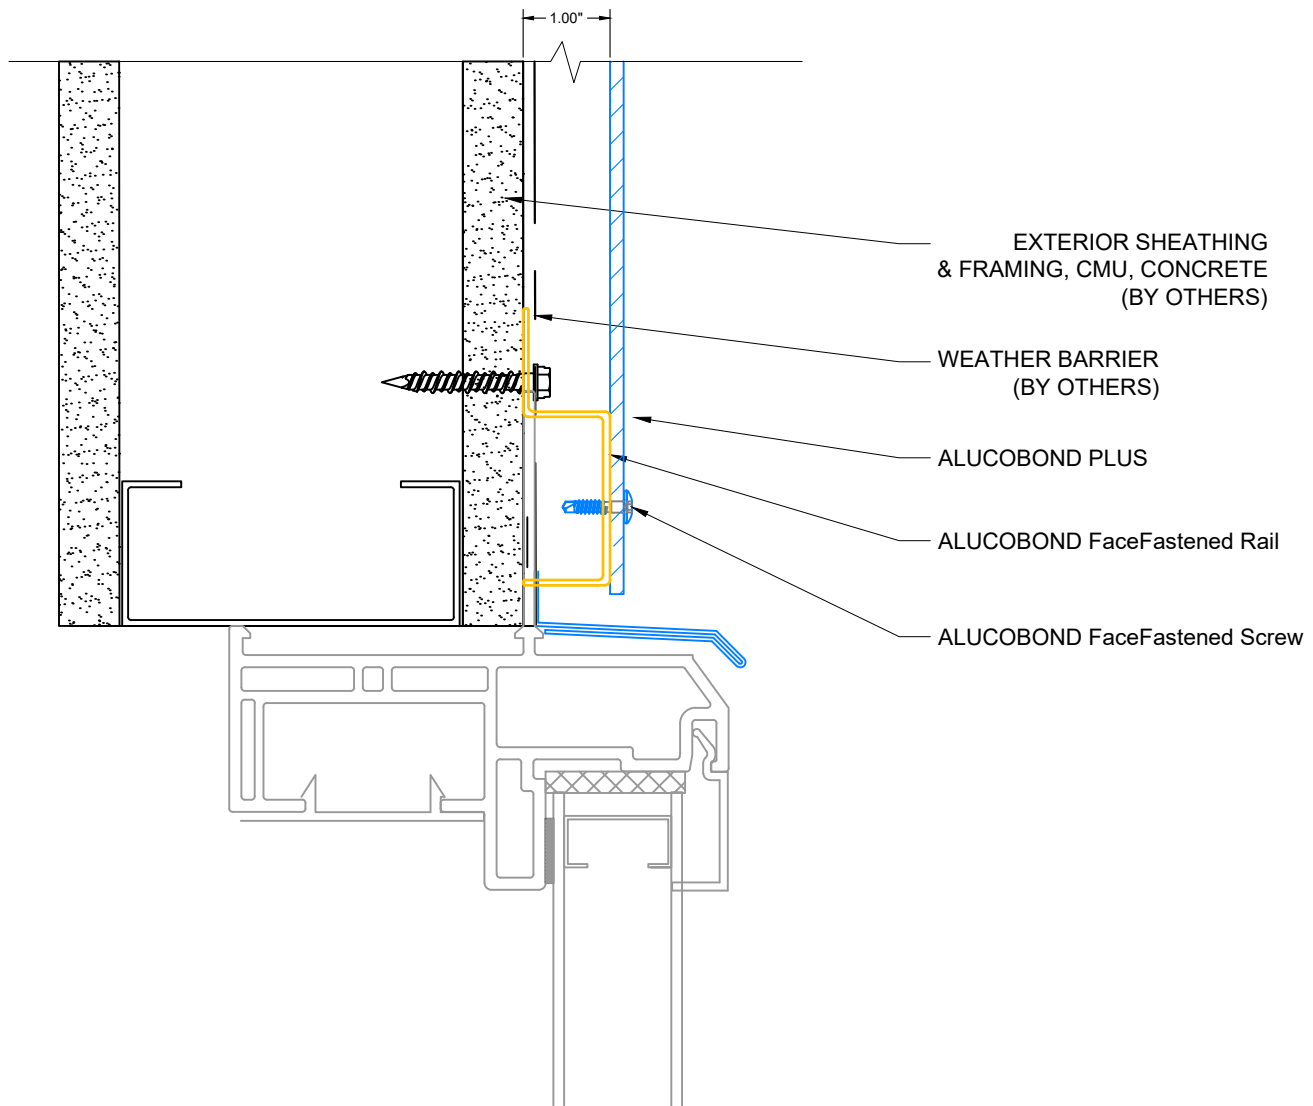 1.00"
EXTERIOR SHEATHING
& FRAMING, CMU, CONCRETE
(BY OTHERS)
WEATHER BARRIER
(BY OTHERS)
ALUCOBOND PLUS
ALUCOBOND FaceFastened Rail
ALUCOBOND FaceFastened Screw